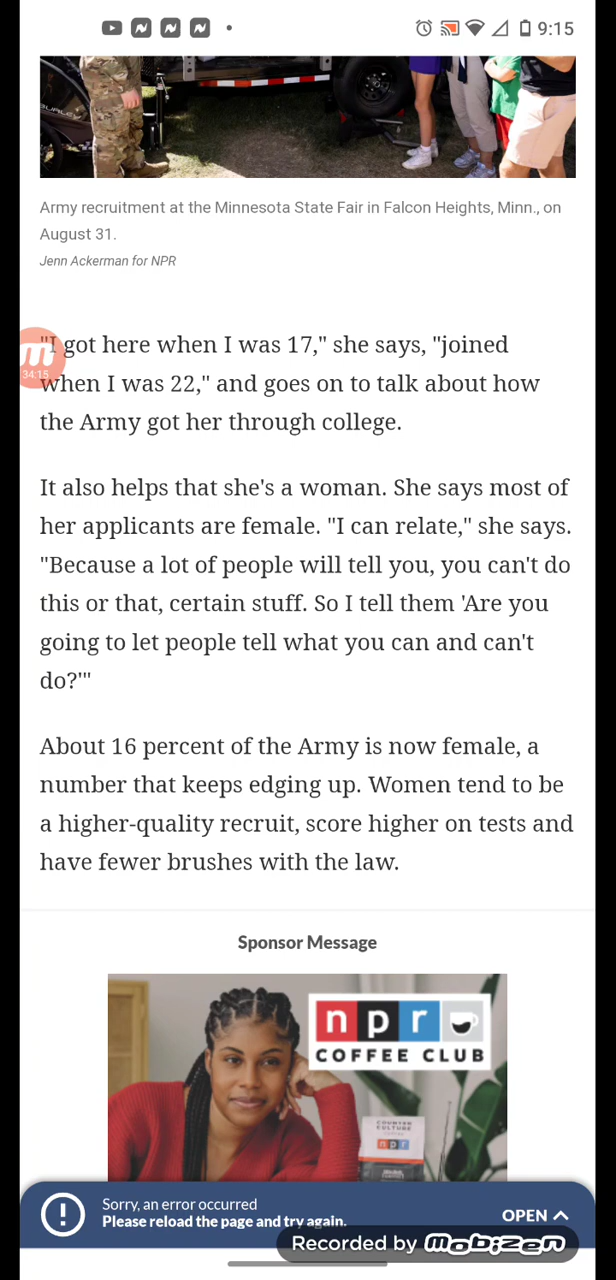 9:15
BURLEY
Army recruitment at the Minnesota State Fair in Falcon Heights, Minn., on
August 31.
Jenn Ackerman for NPR
34:15
"I got here when I was 17," she says, "joined
when I was 22," and goes on to talk about how
the Army got her through college.
It also helps that she's a woman. She says most of
her applicants are female. "I can relate," she says.
"Because a lot of people will tell you, you can't do
this or that, certain stuff. So I tell them 'Are you
going to let people tell what you can and can't
do?'"
About 16 percent of the Army is now female, a
number that keeps edging up. Women tend to be
a higher-quality recruit, score higher on tests and
have fewer brushes with the law.
Sponsor Message
npr
COFFEE CLUB
COUNTER
CULTURE
COFFEE
npr
Sorry, an error occurred
Please reload the page and try again.
OPEN
Recorded by mobizen